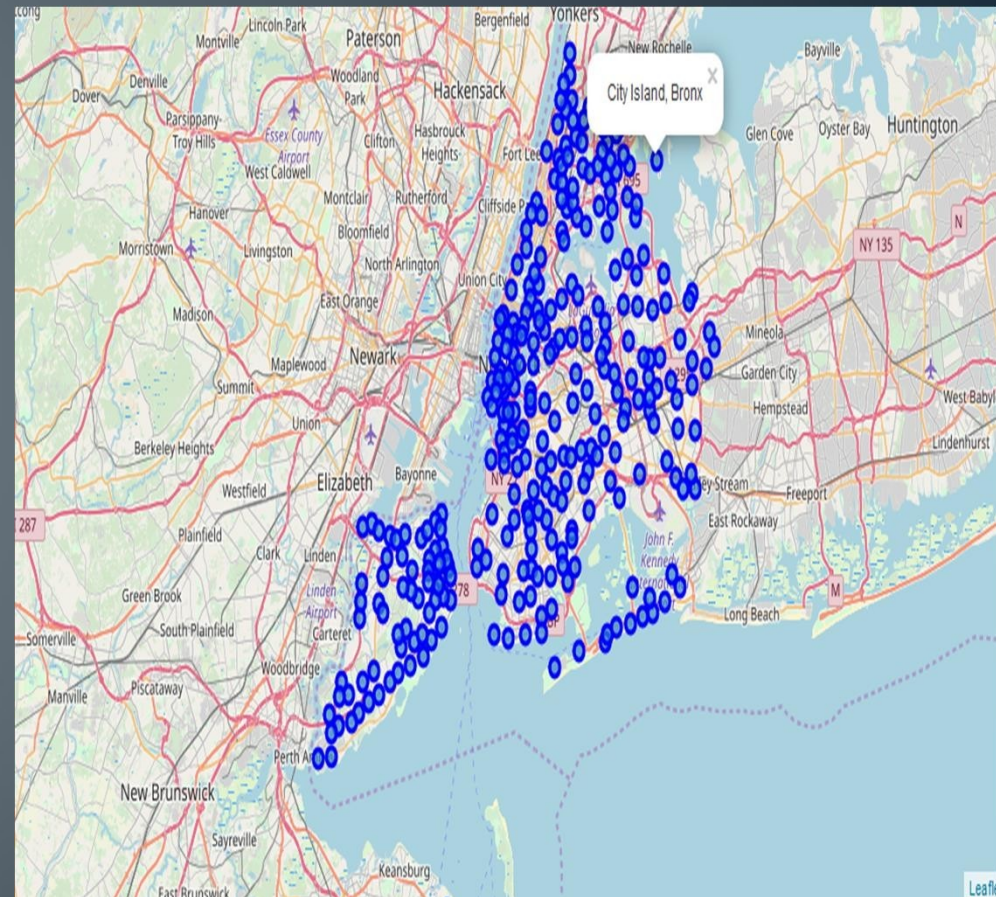 Lincoln Park
Bergenfield
Yonkers
Montville
Paterson
New Rochelle
Bayville
Denville
Dover
Woodland
Park
Hackensack
City Island, Bronx
×
Parsippany-
Troy Hills
Essex County
Airport
Clifton
Hasbrouck
Heights
Fort Lee
Glen Cove
Oyster Bay
Huntington
West Caldwell
695
Hanover
Montclair
Rutherford
Cliffside
N
Morristown
Livingston
Bloomfield
NY 135
North Arlington
Union City
East Orange
Madison
Mineola
Maplewood
Newark
Garden City
Summit
West Babyl
Union
Hempstead
Berkeley Heights
Lindenhurst
Elizabeth
Bayonne
NY
ey Stream
Freeport
Westfield
287
East Rockaway
Plainfield
Clark
Linden
John F.
Kennedy
Linden
Airport
78
Green Brook
M
Long Beach
South Plainfield
Carteret
Somerville
Woodbridge
Piscataway
Manville
Perth A
New Brunswick
Sayreville
Keansburg
East Brunswick
Leafle